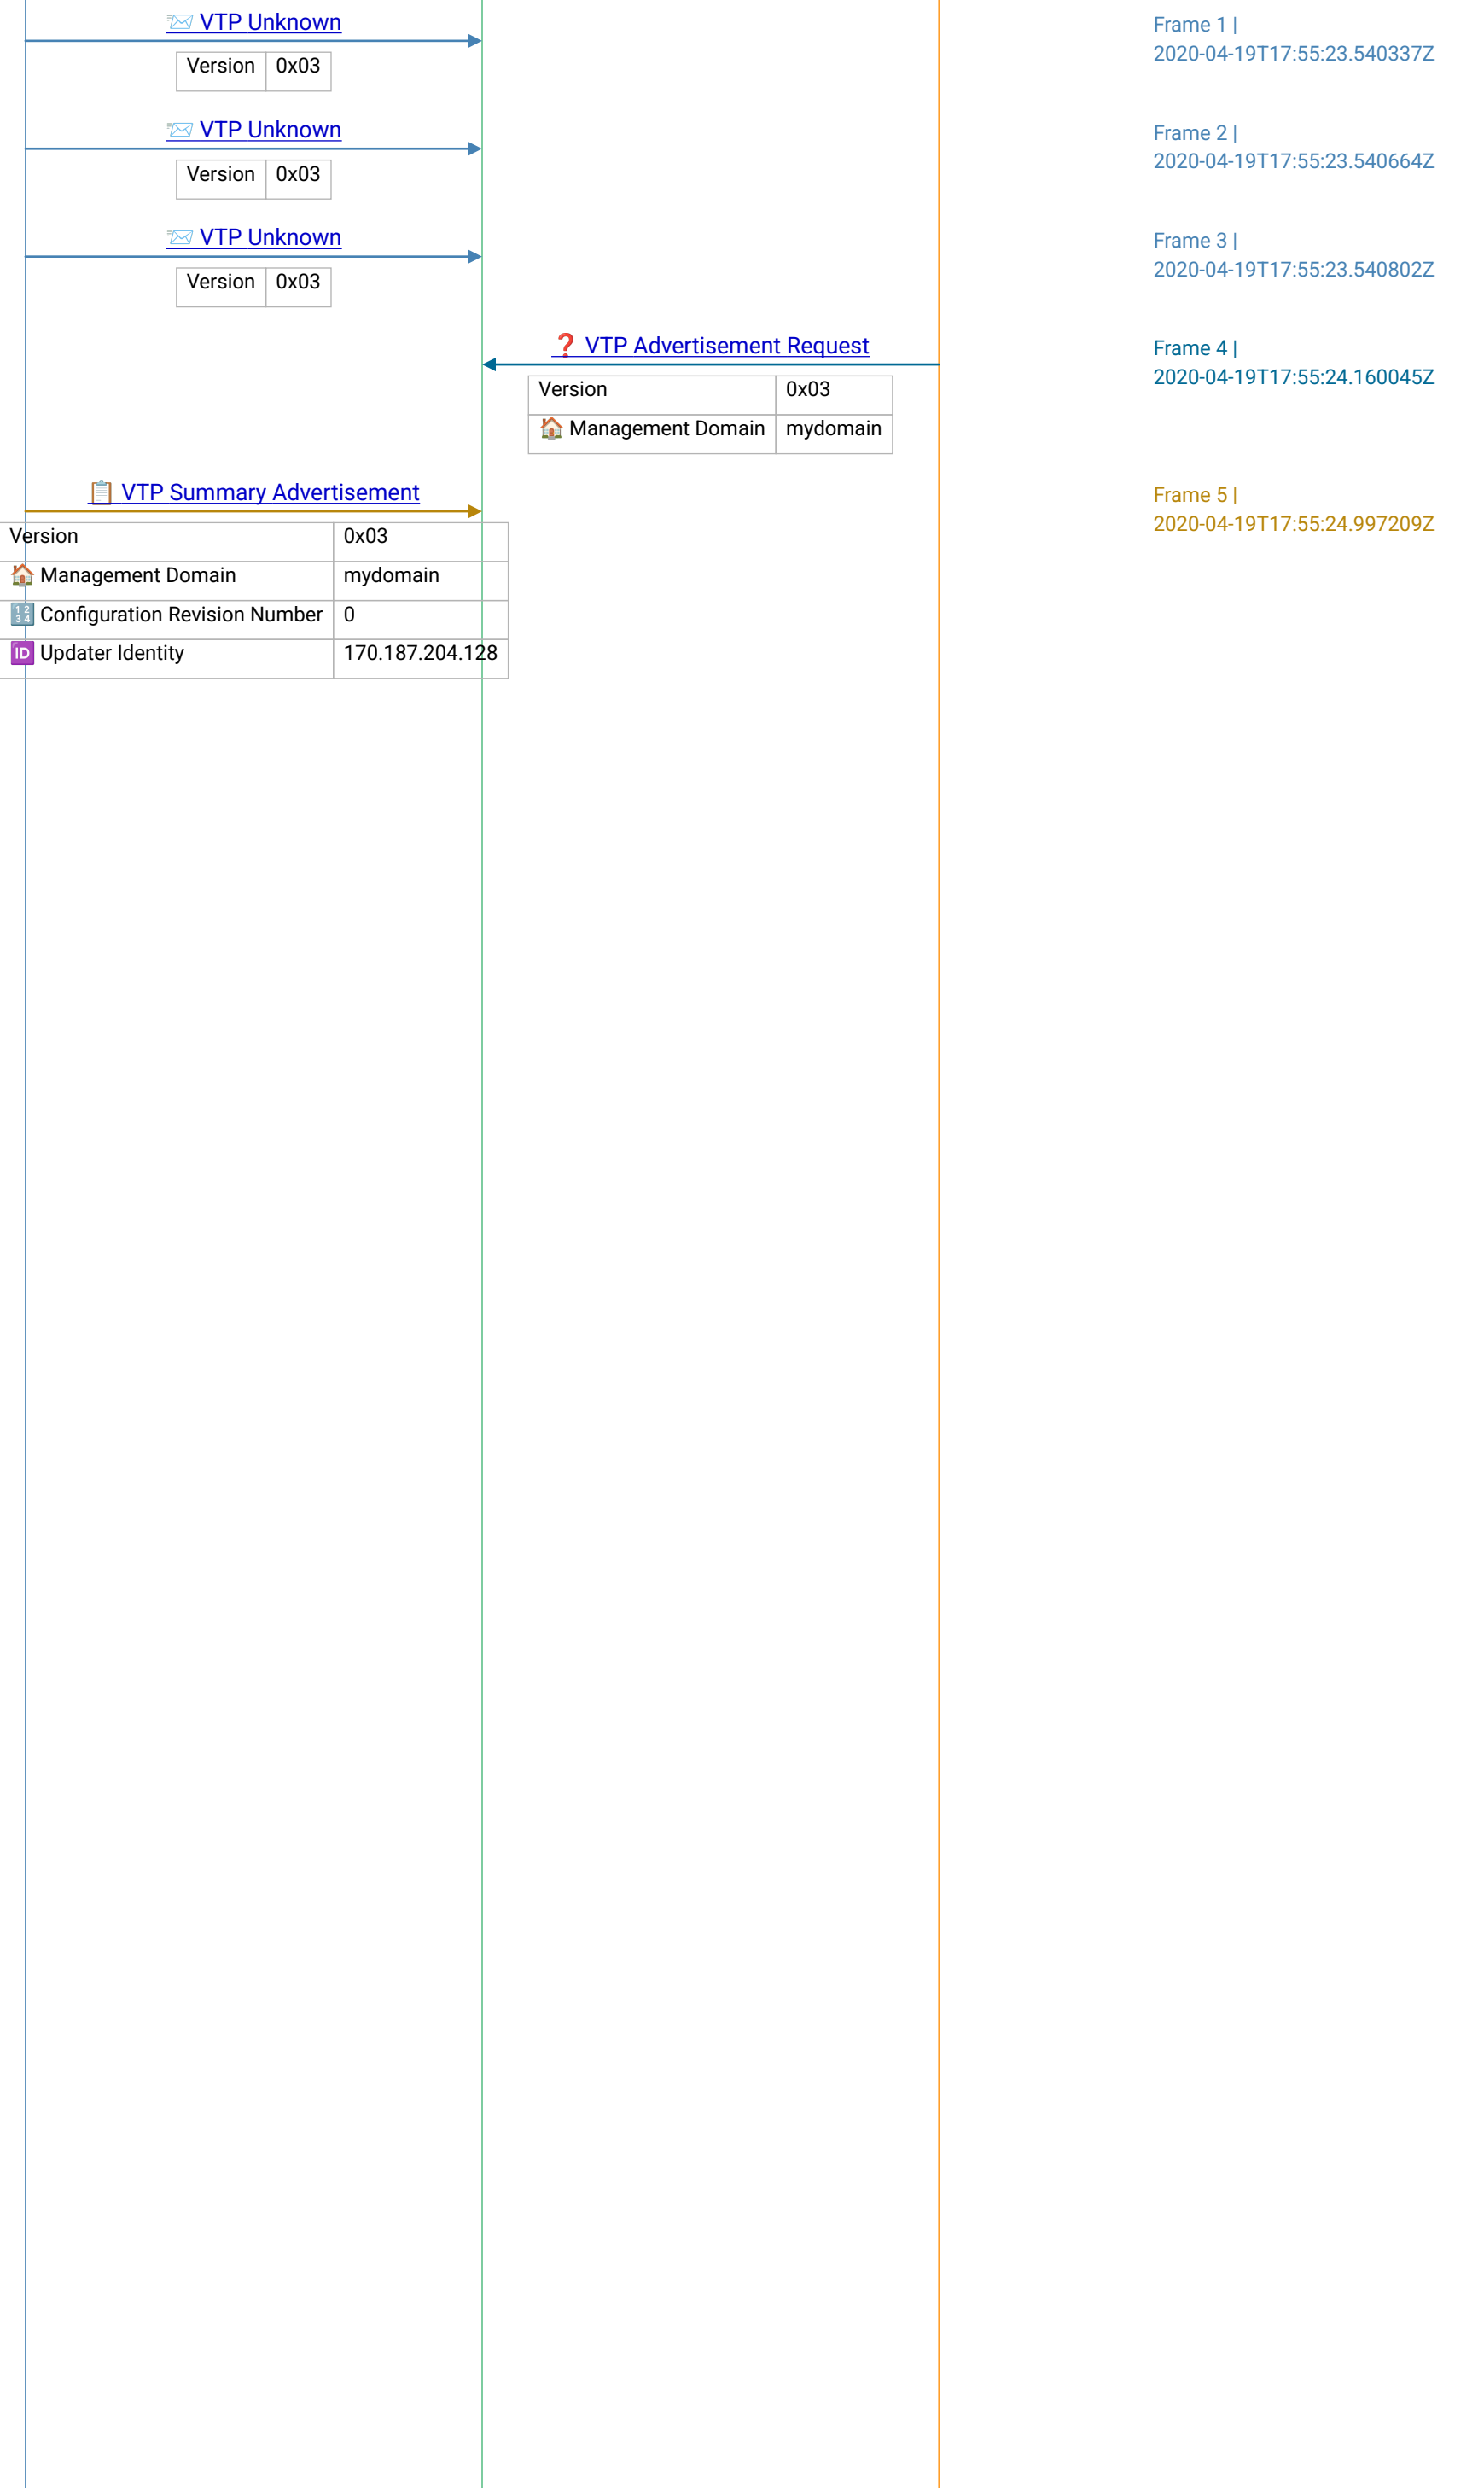 📨 VTP Unknown
Frame 1 |
2020-04-19T17:55:23.540337Z
Version 0x03
📨 VTP Unknown
Frame 2 |
2020-04-19T17:55:23.540664Z
Version 0x03
📨 VTP Unknown
Frame 3 |
2020-04-19T17:55:23.540802Z
Version 0x03
❓ VTP Advertisement Request
Frame 4 |
2020-04-19T17:55:24.160045Z
Version 0x03
🏠 Management Domain mydomain
📋 VTP Summary Advertisement
Frame 5 |
2020-04-19T17:55:24.997209Z
Version 0x03
🏠 Management Domain mydomain
🔢 Configuration Revision Number 0
🆔 Updater Identity 170.187.204.128